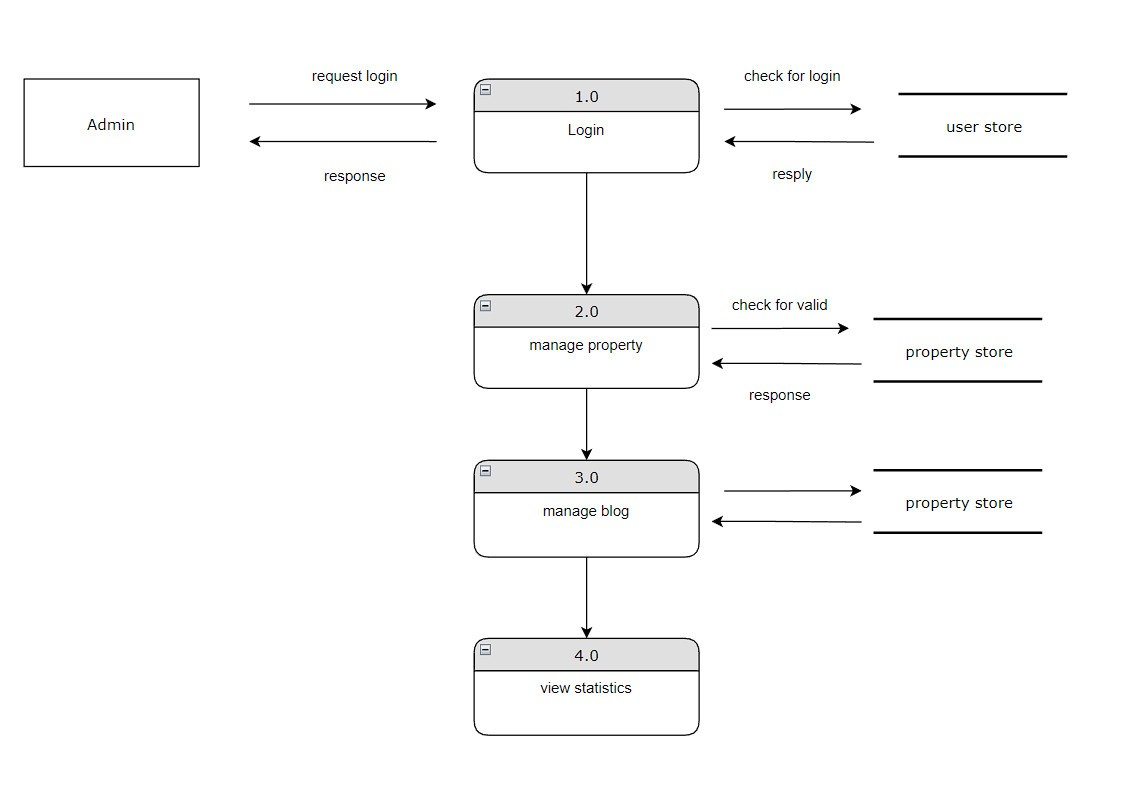 request login
check for login
1.0
Admin
Login
user store
response
resply
2.0
check for valid
manage property
property store
response
3.0
manage blog
property store
4.0
view statistics